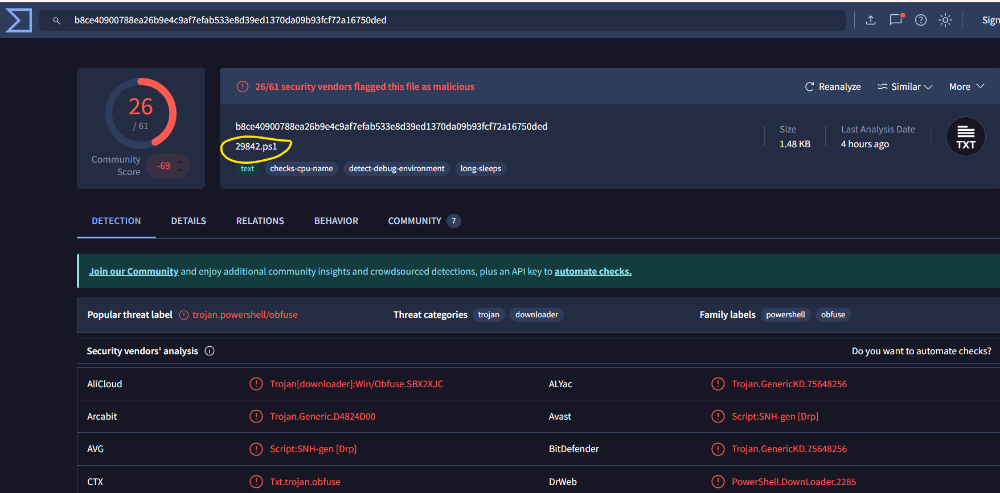 b8ce40900788ea26b9e4c9af7efab533e8d39ed1370da09b93fcf72a16750ded
Sign
26
/ 61
Community Score
-69
26/61 security vendors flagged this file as malicious
Reanalyze
Similar
More
b8ce40900788ea26b9e4c9af7efab533e8d39ed1370da09b93fcf72a16750ded
29842.ps1
text checks-cpu-name detect-debug-environment long-sleeps
Size
1.48 KB
Last Analysis Date
4 hours ago
TXT
DETECTION DETAILS RELATIONS BEHAVIOR COMMUNITY 7
Join our Community and enjoy additional community insights and crowdsourced detections, plus an API key to automate checks.
Popular threat label trojan.powershell/obfuse Threat categories trojan downloader Family labels powershell obfuse
Security vendors' analysis Do you want to automate checks?
AliCloud Trojan[downloader]:Win/Obfuse.SBX2XJC ALYac Trojan.GenericKD.75648256
Arcabit Trojan.Generic.D4824D00 Avast Script:SNH-gen [Drp]
AVG Script:SNH-gen [Drp] BitDefender Trojan.GenericKD.75648256
CTX Txt.trojan.obfuse DrWeb PowerShell.DownLoader.2285